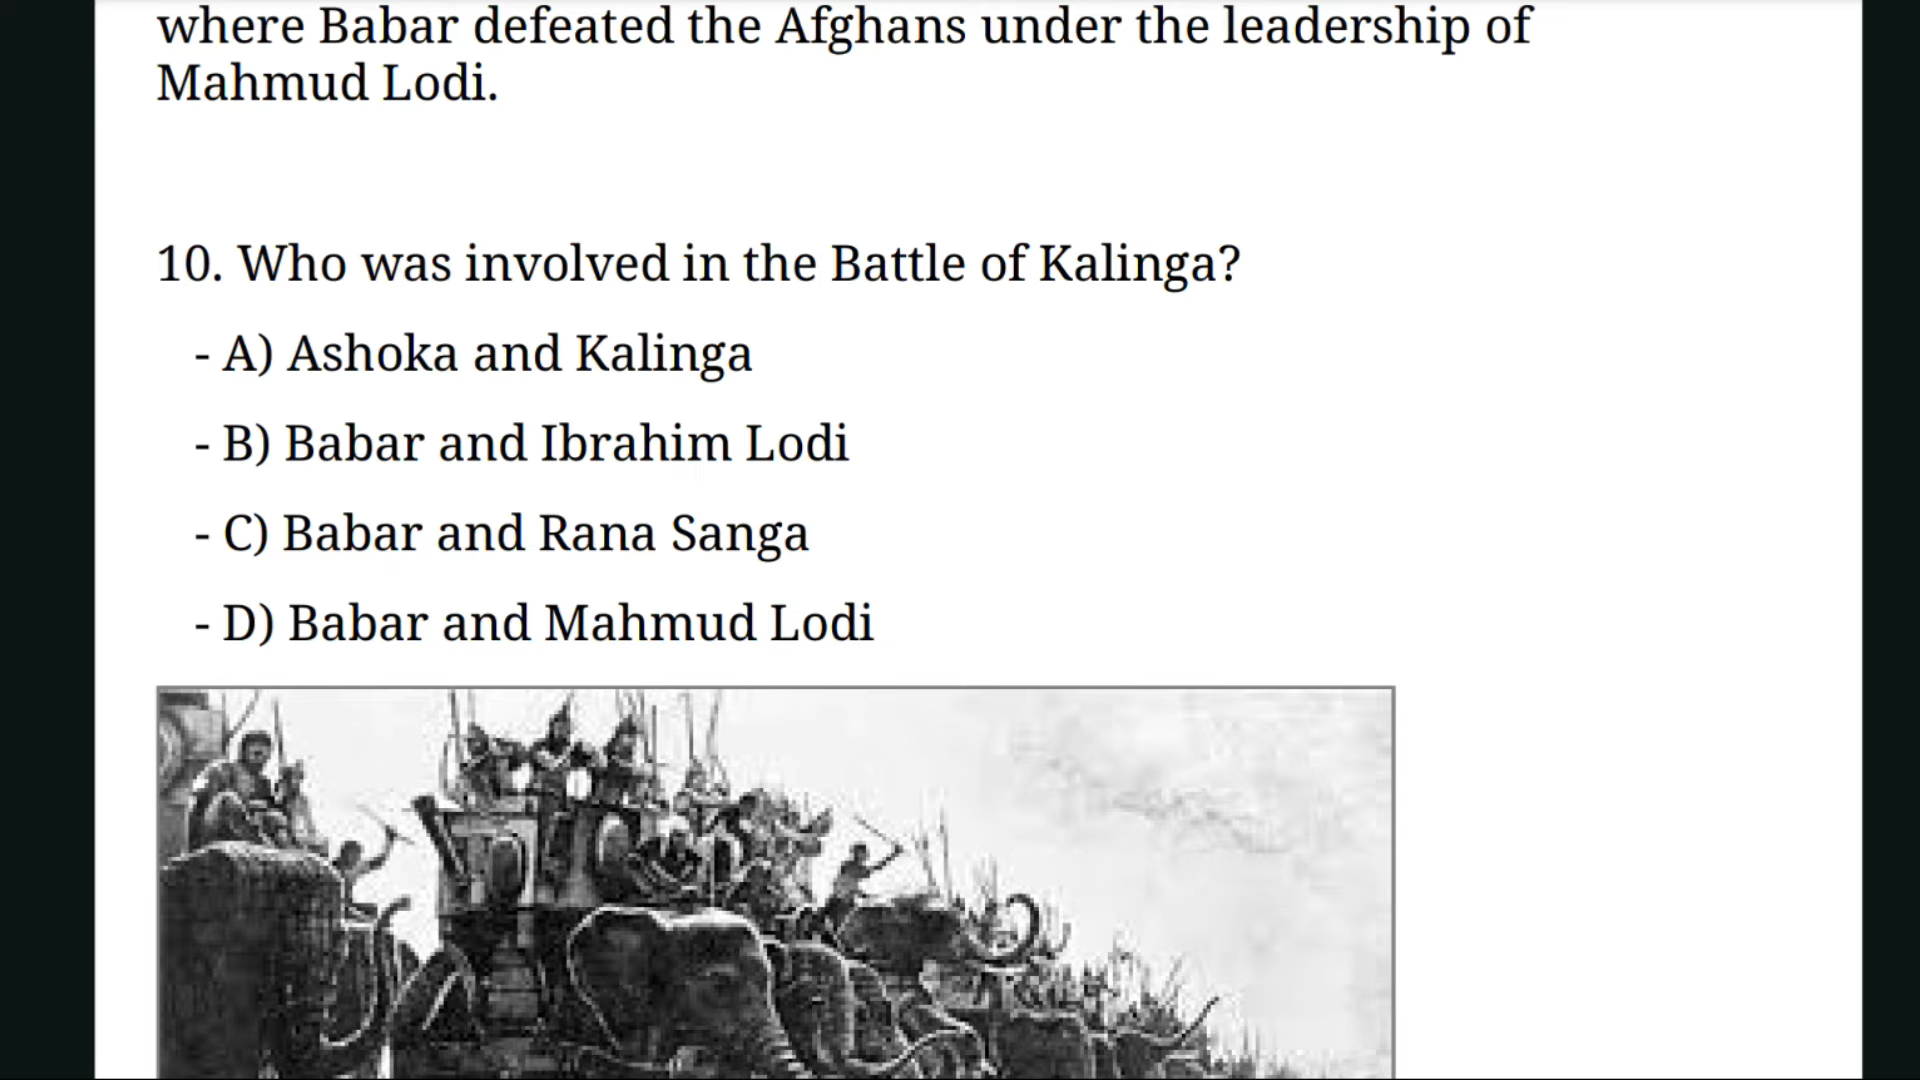 where Babar defeated the Afghans under the leadership of
Mahmud Lodi.
10. Who was involved in the Battle of Kalinga?
- A) Ashoka and Kalinga
- B) Babar and Ibrahim Lodi
- C) Babar and Rana Sanga
- D) Babar and Mahmud Lodi